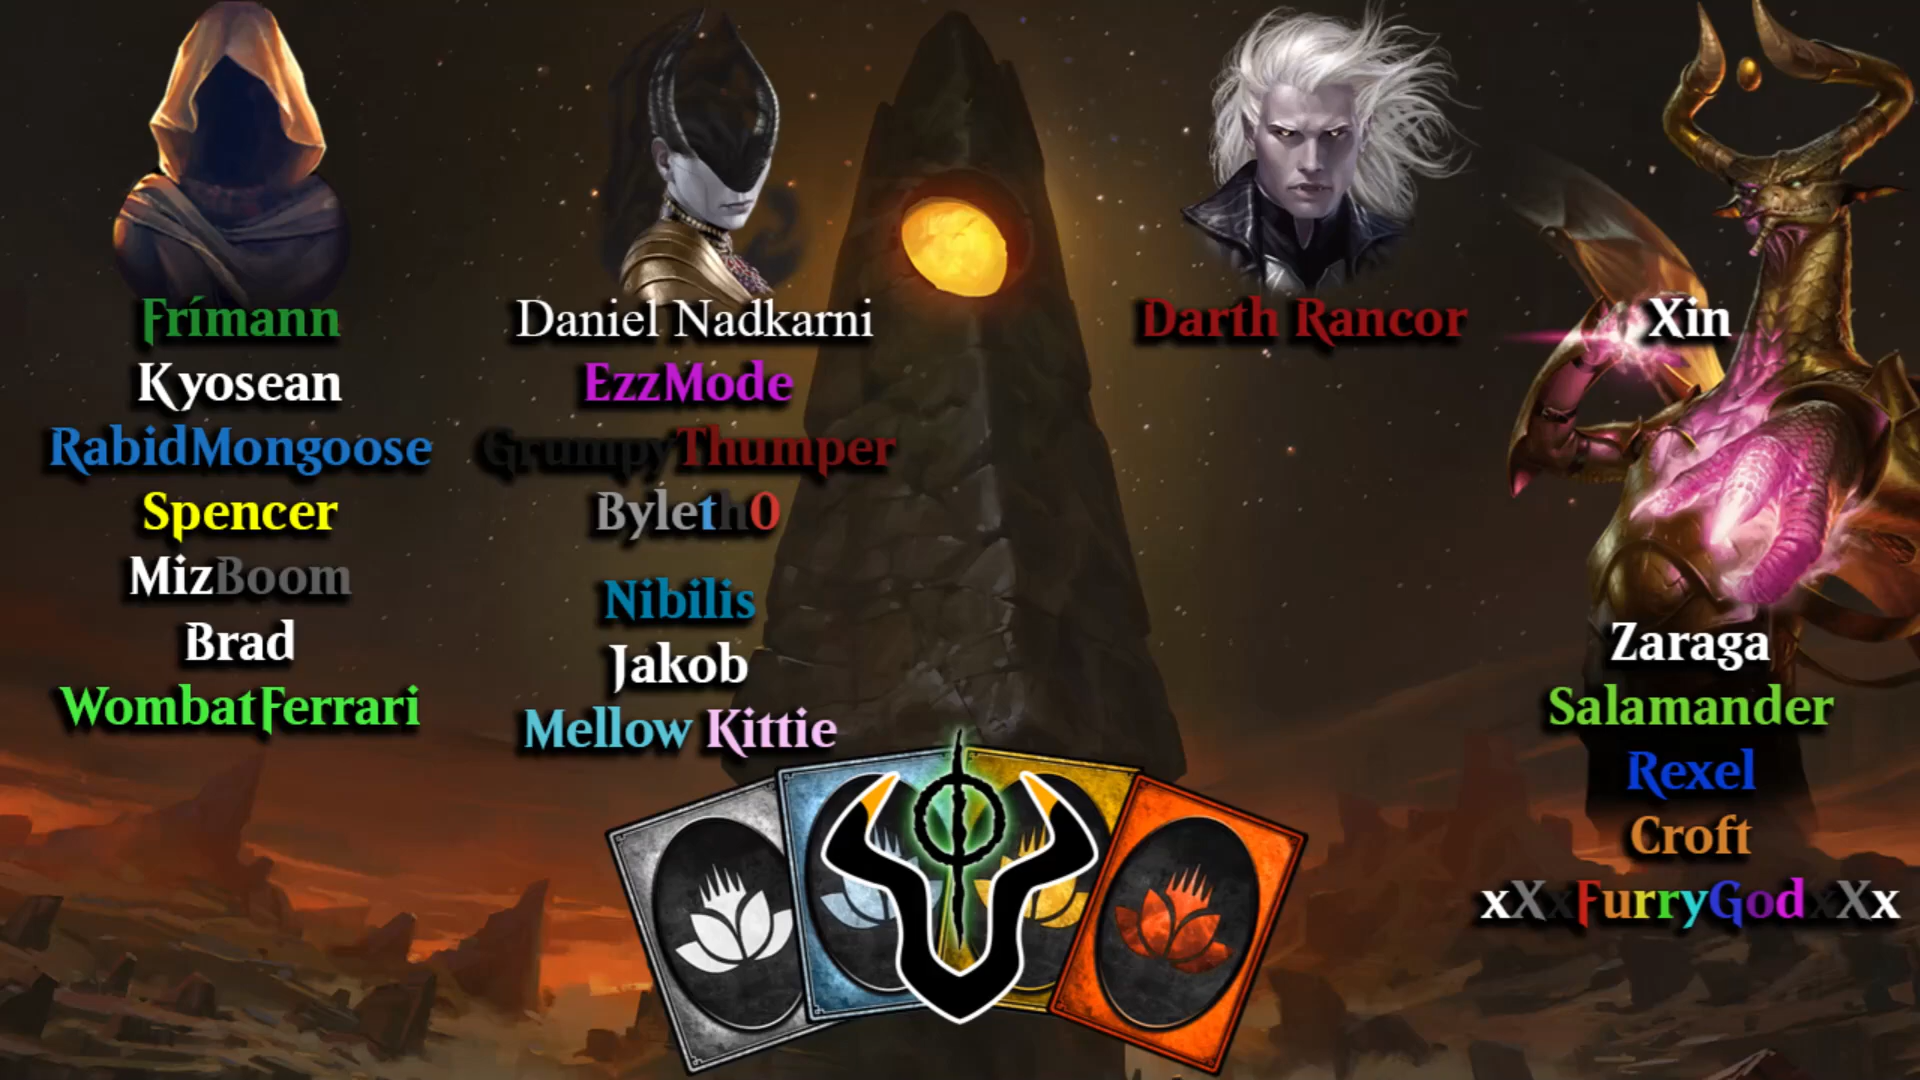 Frímann
Kyosean
RabidMongoose
Spencer
MizBoom
Brad
WombatFerrari
Daniel Nadkarni
EzzMode
GrumpyThumper
Byleth0
Nibilis
Jakob
Mellow Kittie
Darth Rancor
Xin
Zaraga
Salamander
Rexel
Croft
xXxFurryGodxXx